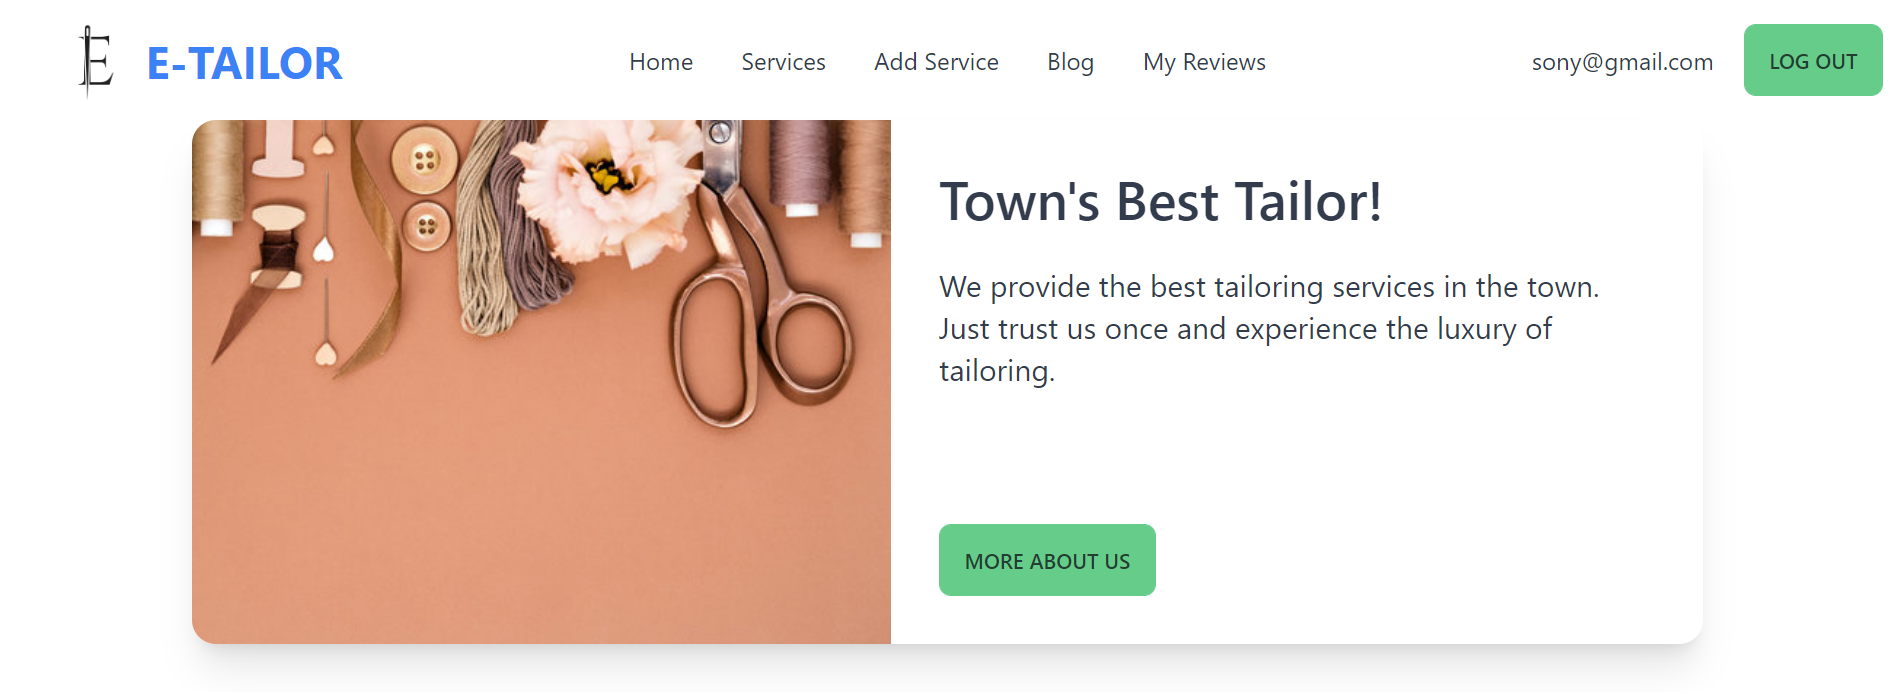 E
E-TAILOR
Home Services Add Service Blog My Reviews
sony@gmail.com
LOG OUT
Town's Best Tailor!
We provide the best tailoring services in the town.
Just trust us once and experience the luxury of
tailoring.
MORE ABOUT US